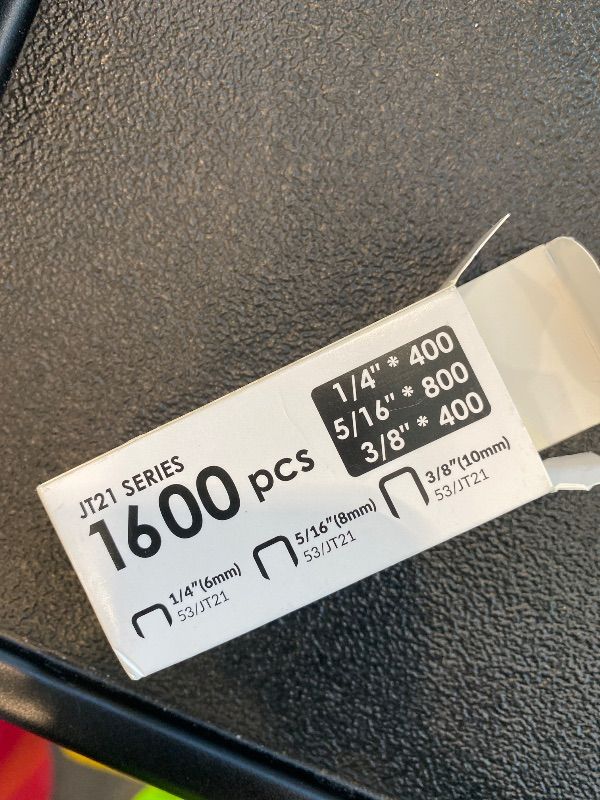 JT21 SERIES
1600 pcs
1/4" * 400
5/16" * 800
3/8" * 400
1/4"(6mm)
53/JT21
5/16"(8mm)
53/JT21
3/8"(10mm)
53/JT21